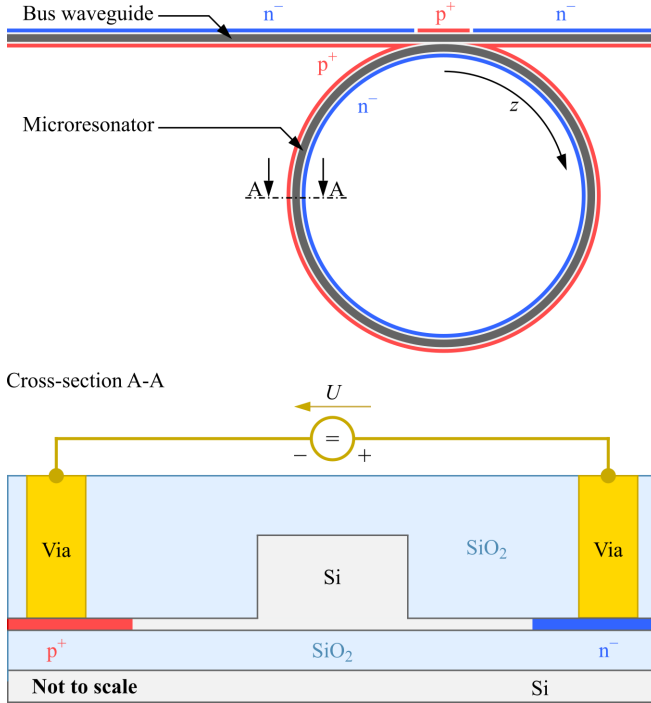 Bus waveguide
n⁻ p⁺ n⁻
p⁺
n⁻
z
Microresonator
A A
Cross-section A-A
U
− = +
Via Si SiO₂ Via
p⁺ SiO₂ n⁻
Not to scale Si